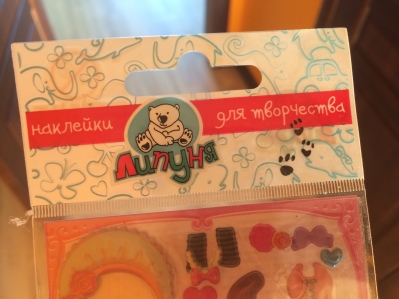 наклейки для творчества
Липуня